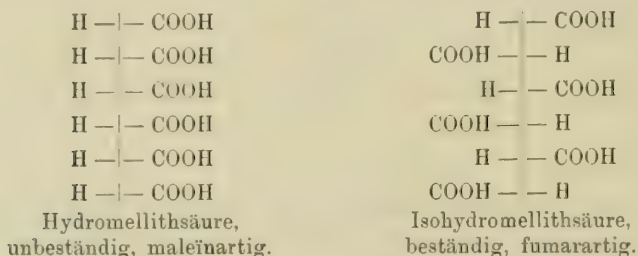 H —|— COOH
H —|— COOH
H — — COOH
H —|— COOH
H —|— COOH
H —|— COOH
Hydromellithsäure,
unbeständig, maleïnartig.
H — — COOH
COOH — — H
H — — COOH
COOH — — H
H — — COOH
COOH — — H
Isohydromellithsäure,
beständig, fumarartig.